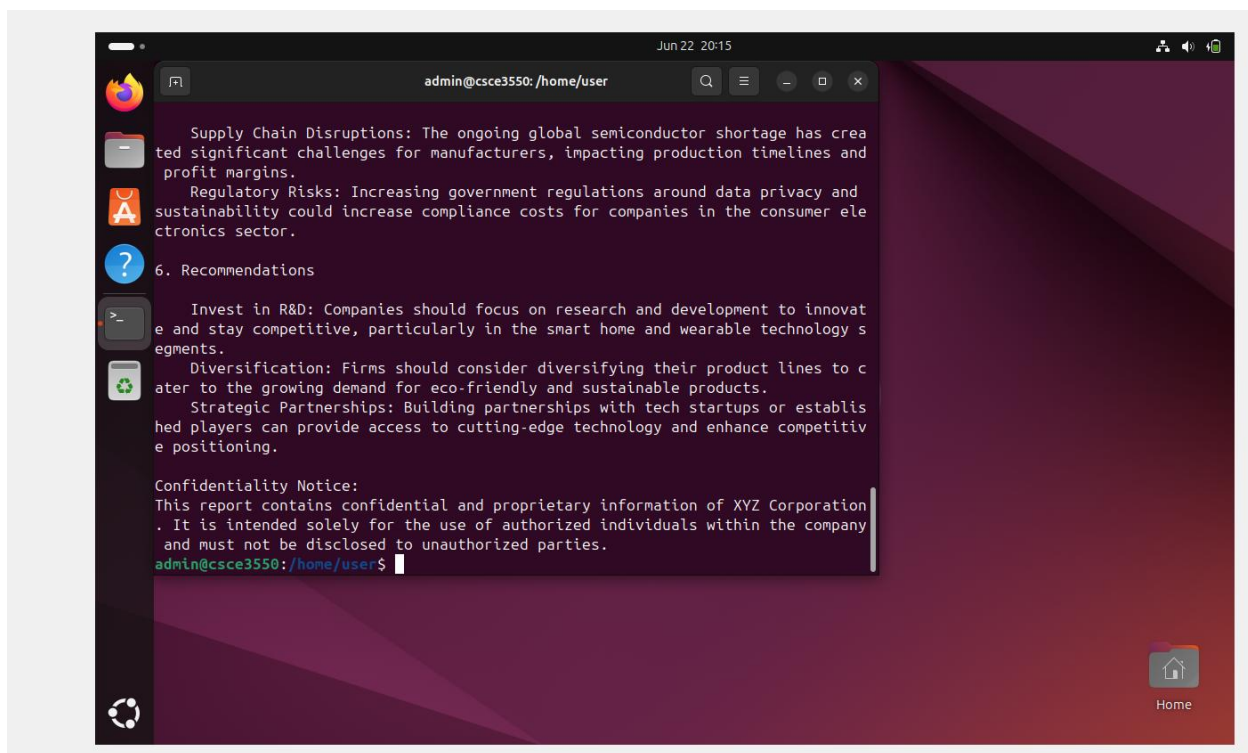 Jun 22 20:15
admin@csce3550: /home/user
    Supply Chain Disruptions: The ongoing global semiconductor shortage has crea
ted significant challenges for manufacturers, impacting production timelines and
 profit margins.
    Regulatory Risks: Increasing government regulations around data privacy and
sustainability could increase compliance costs for companies in the consumer ele
ctronics sector.
6. Recommendations
    Invest in R&D: Companies should focus on research and development to innovat
e and stay competitive, particularly in the smart home and wearable technology s
egments.
    Diversification: Firms should consider diversifying their product lines to c
ater to the growing demand for eco-friendly and sustainable products.
    Strategic Partnerships: Building partnerships with tech startups or establis
hed players can provide access to cutting-edge technology and enhance competitiv
e positioning.
Confidentiality Notice:
This report contains confidential and proprietary information of XYZ Corporation
. It is intended solely for the use of authorized individuals within the company
 and must not be disclosed to unauthorized parties.
admin@csce3550:/home/user$
Home